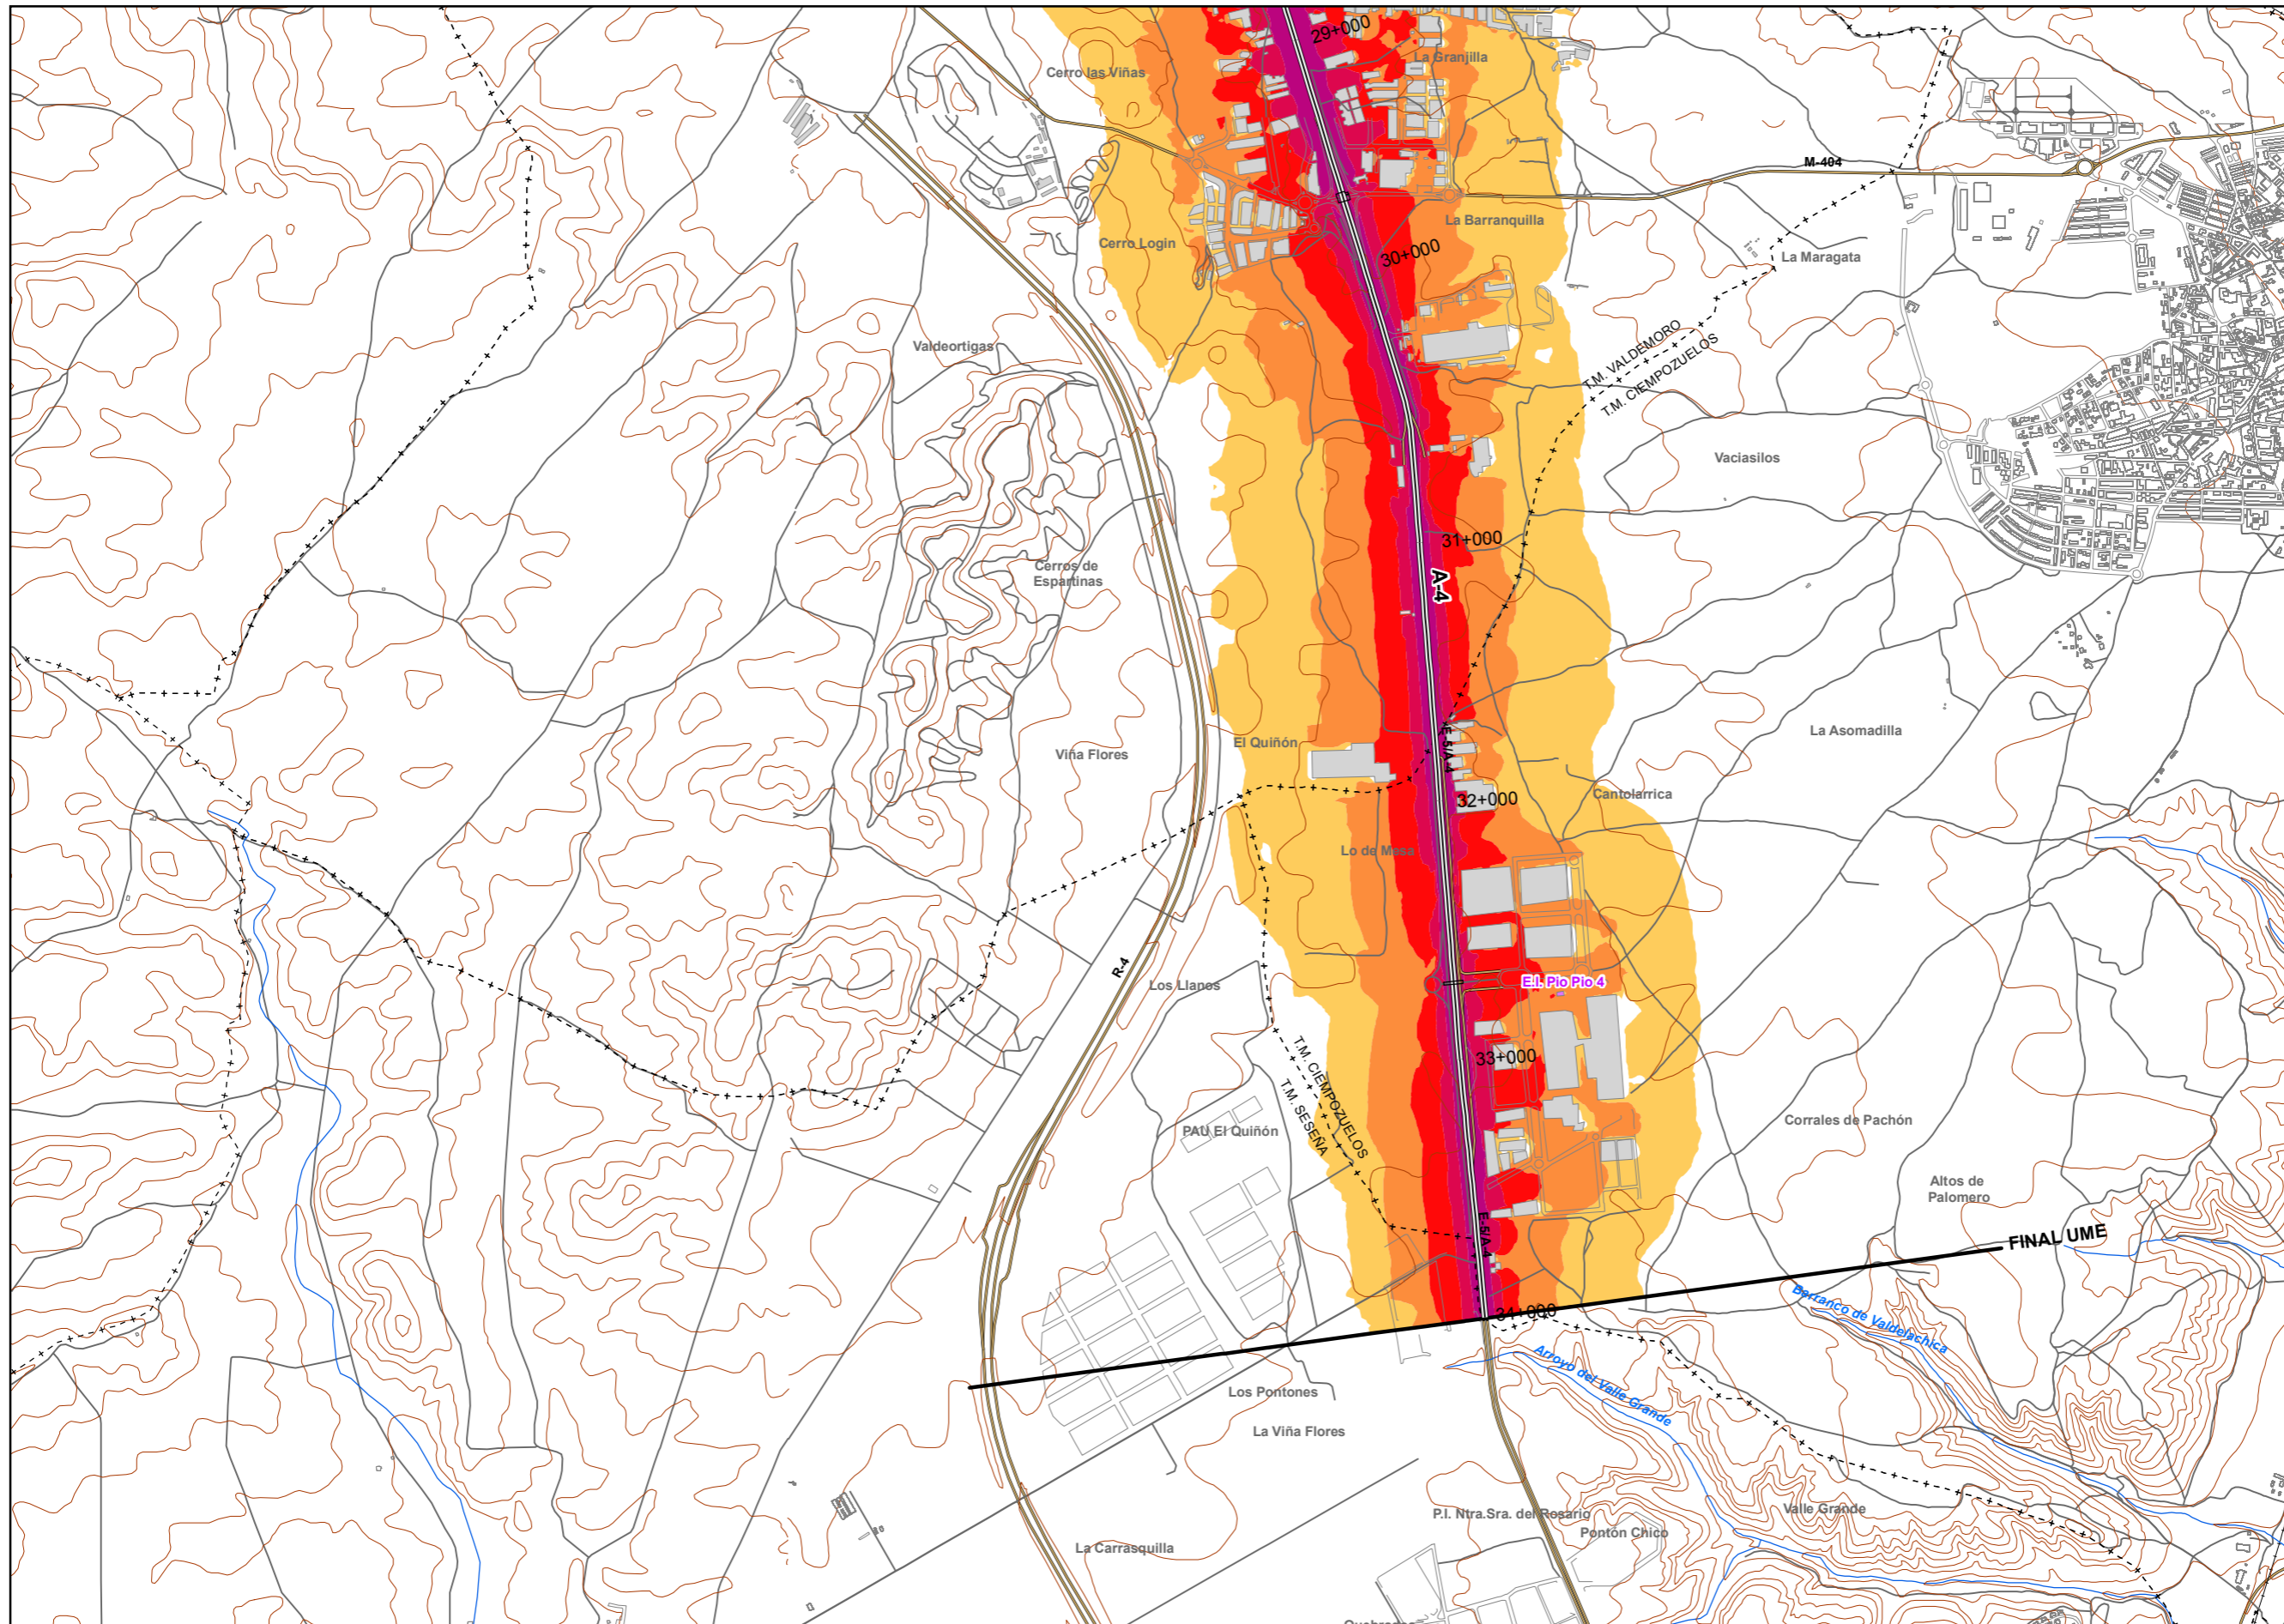 29+000
La Granjilla
Cerro las Viñas
M-404
La Barranquilla
Cerro Login
30+000
La Maragata
T.M. VALDEMORO
T.M. CIEMPOZUELOS
Valdeortigas
Vaciasilos
31+000
A-4
Cerros de
Espartinas
La Asomadilla
El Quiñón
Viña Flores
E-5/A-4
32+000
Cantolarrica
Lo de Mesa
R-4
Los Llanos
E.I. Pio Pio 4
33+000
T.M. CIEMPOZUELOS
T.M. SESEÑA
PAU El Quiñón
Corrales de Pachón
Altos de
Palomero
E-5/A-4
FINAL UME
34+000
Barranco de Valdelachica
Arroyo del Valle Grande
Los Pontones
La Viña Flores
P.I. Ntra.Sra. del Rosario
Valle Grande
Pontón Chico
La Carrasquilla